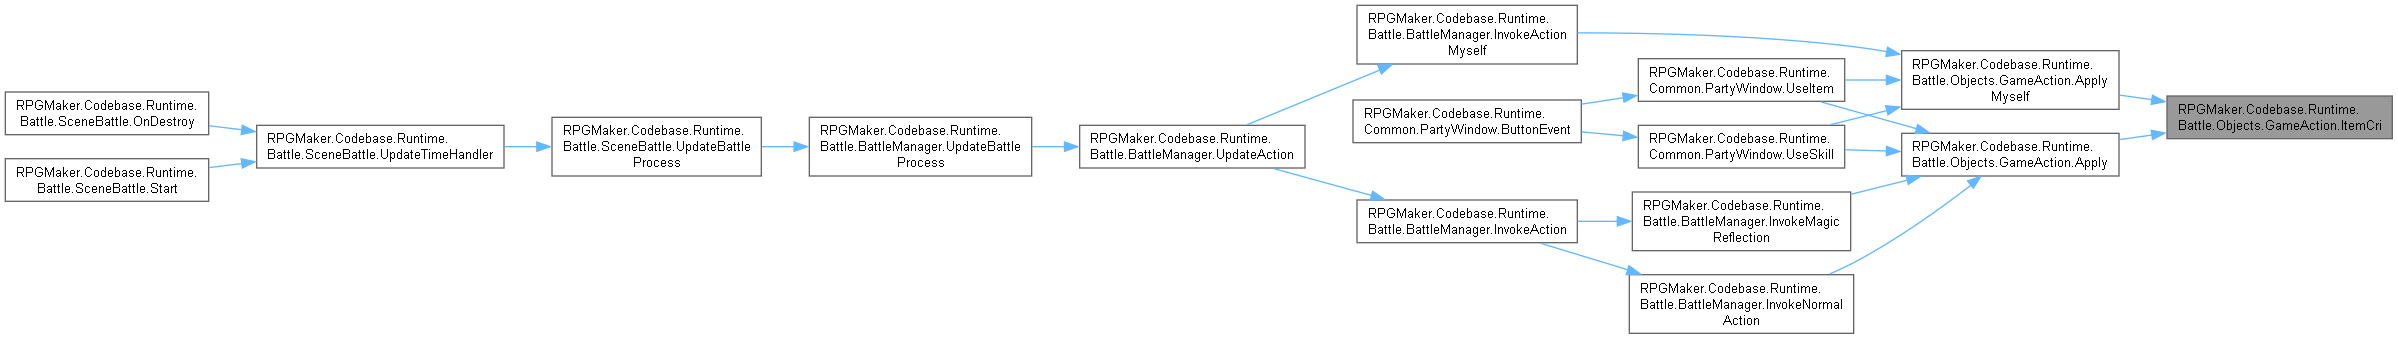 RPGMaker.Codebase.Runtime.
Battle.SceneBattle.OnDestroy
RPGMaker.Codebase.Runtime.
Battle.SceneBattle.Start
RPGMaker.Codebase.Runtime.
Battle.SceneBattle.UpdateTimeHandler
RPGMaker.Codebase.Runtime.
Battle.SceneBattle.UpdateBattle
Process
RPGMaker.Codebase.Runtime.
Battle.BattleManager.UpdateBattle
Process
RPGMaker.Codebase.Runtime.
Battle.BattleManager.UpdateAction
RPGMaker.Codebase.Runtime.
Battle.BattleManager.InvokeAction
Myself
RPGMaker.Codebase.Runtime.
Common.PartyWindow.ButtonEvent
RPGMaker.Codebase.Runtime.
Battle.BattleManager.InvokeAction
RPGMaker.Codebase.Runtime.
Common.PartyWindow.UseItem
RPGMaker.Codebase.Runtime.
Common.PartyWindow.UseSkill
RPGMaker.Codebase.Runtime.
Battle.BattleManager.InvokeMagic
Reflection
RPGMaker.Codebase.Runtime.
Battle.BattleManager.InvokeNormal
Action
RPGMaker.Codebase.Runtime.
Battle.Objects.GameAction.Apply
Myself
RPGMaker.Codebase.Runtime.
Battle.Objects.GameAction.Apply
RPGMaker.Codebase.Runtime.
Battle.Objects.GameAction.ItemCri